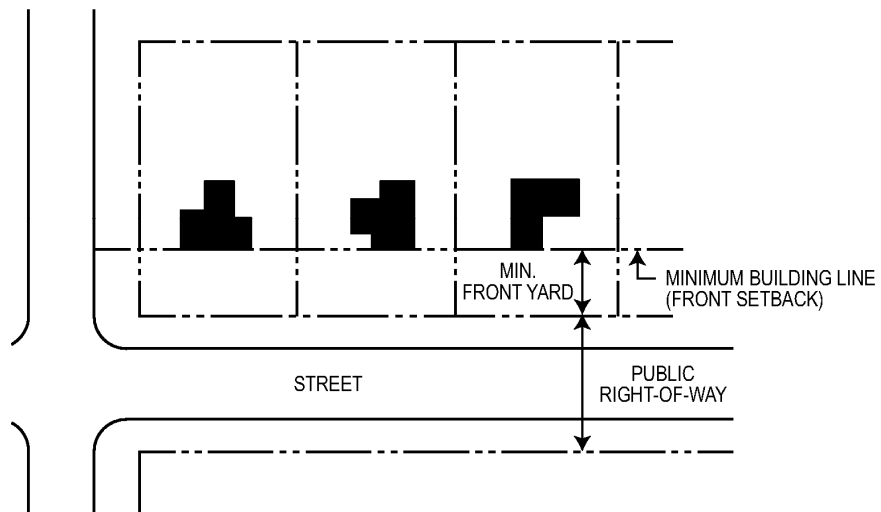 MIN.
FRONT YARD
MINIMUM BUILDING LINE
(FRONT SETBACK)
STREET
PUBLIC
RIGHT-OF-WAY